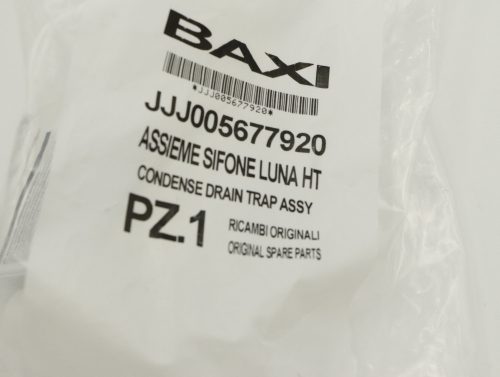 BAXI
*JJJ005677920*
JJJ005677920
ASSIEME SIFONE LUNA HT
CONDENSE DRAIN TRAP ASSY
PZ.1
RICAMBI ORIGINALI
ORIGINAL SPARE PARTS